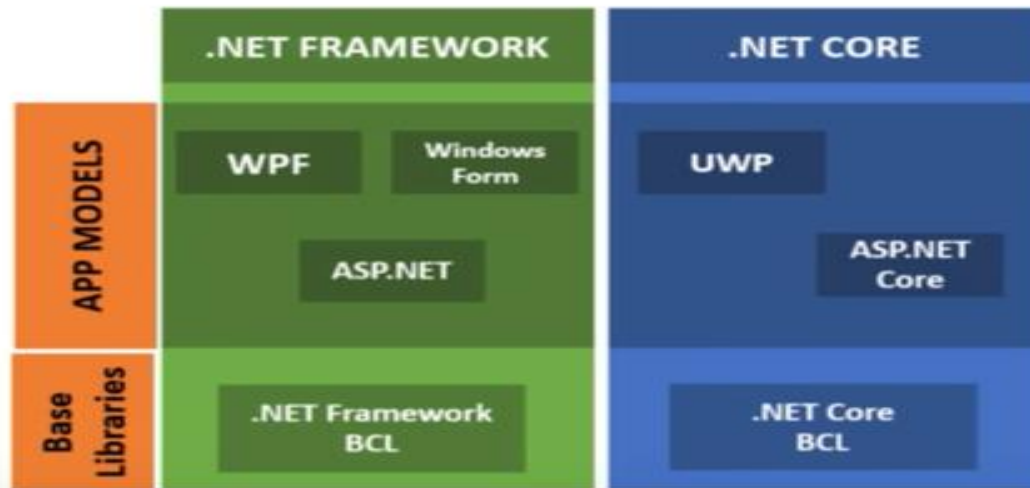 .NET FRAMEWORK
.NET CORE
APP MODELS
WPF
Windows
Form
UWP
ASP.NET
ASP.NET
Core
Base
Libraries
.NET Framework
BCL
.NET Core
BCL